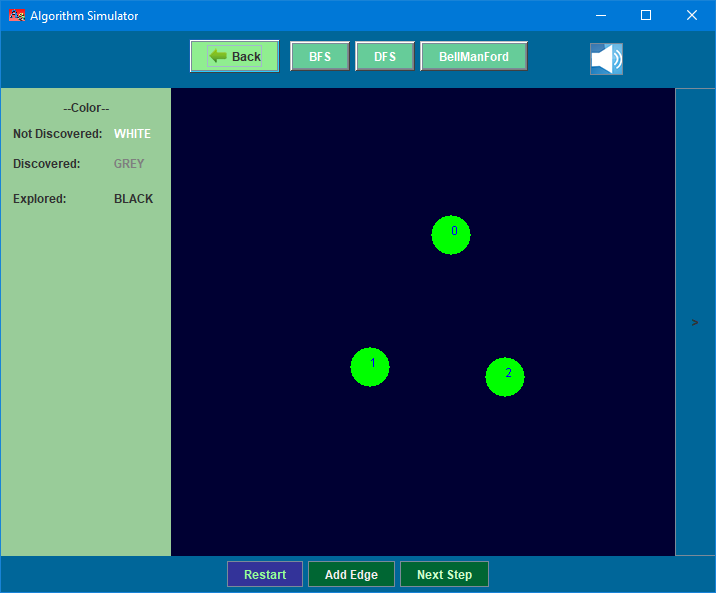 Algorithm Simulator
Back BFS DFS BellManFord
--Color--
Not Discovered: WHITE
Discovered: GREY
Explored: BLACK
0
1
2
>
Restart Add Edge Next Step